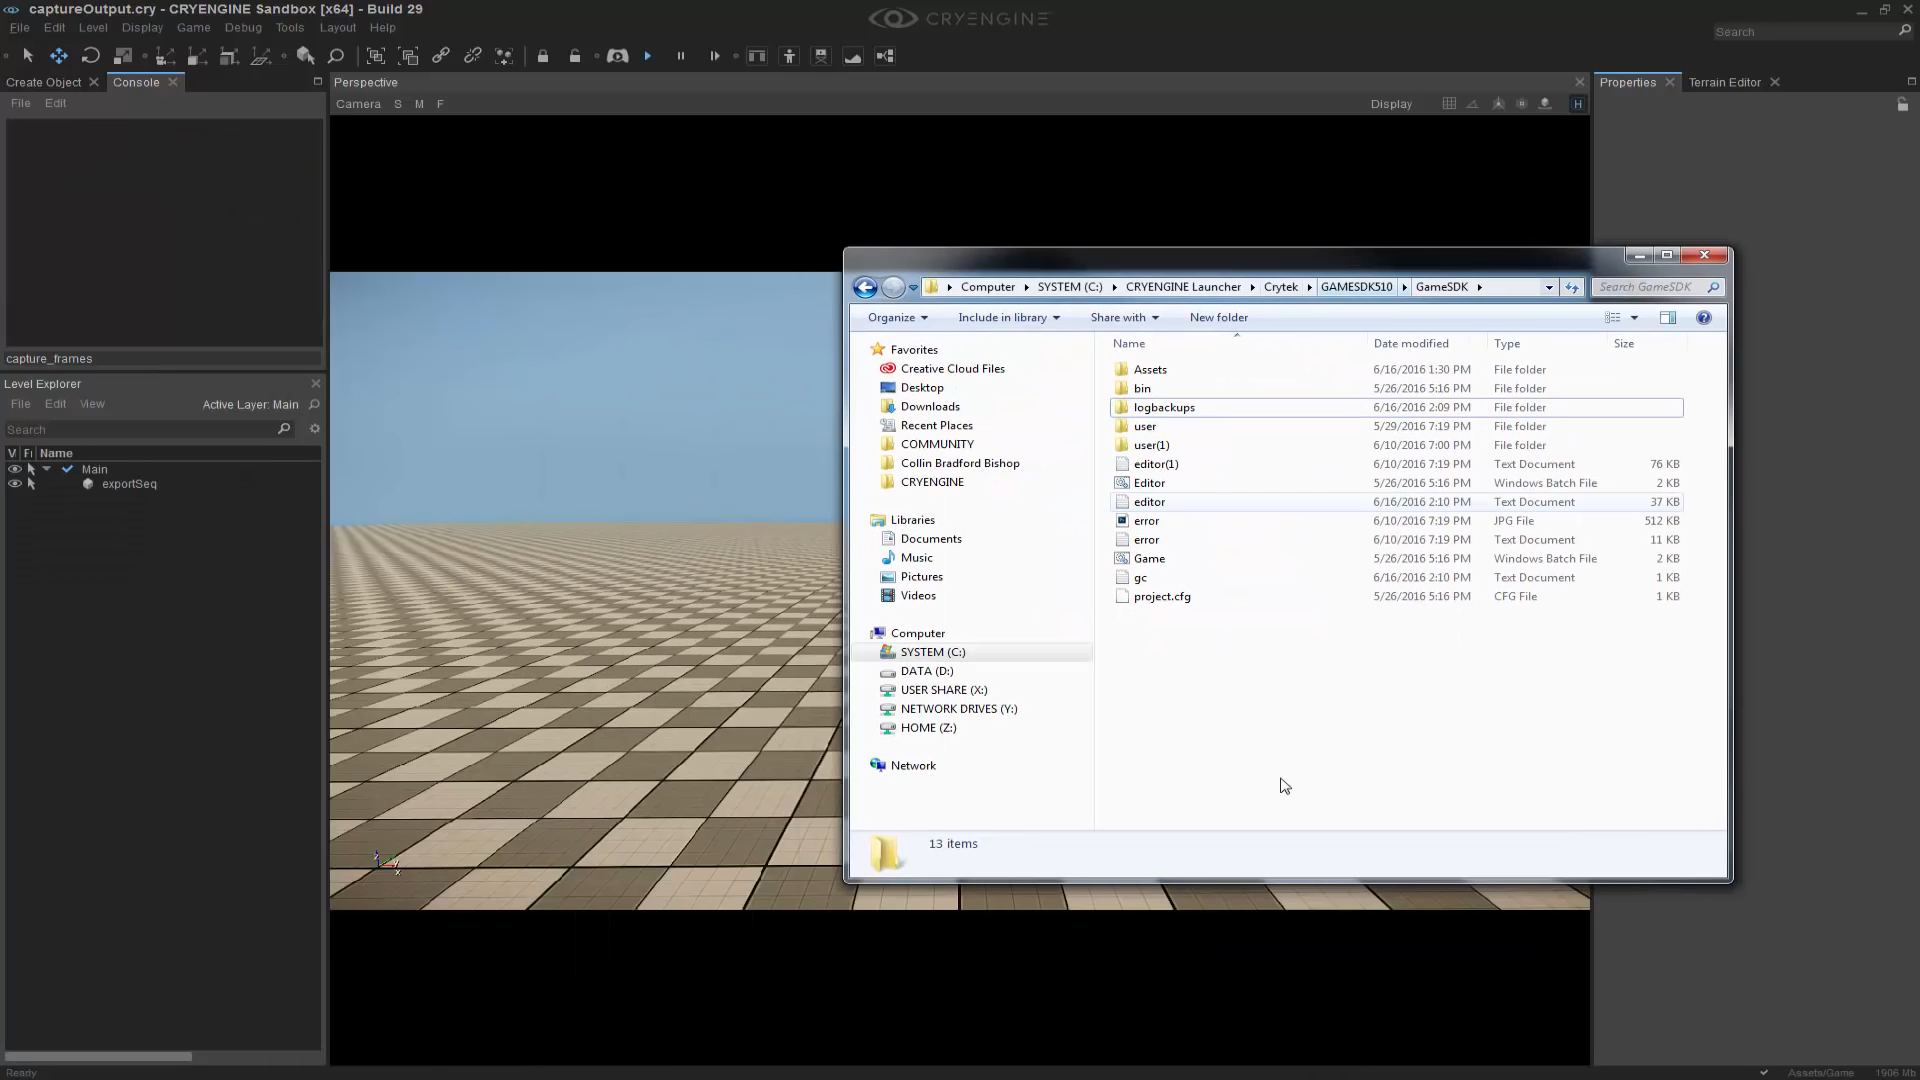 captureOutput.cry - CRYENGINE Sandbox [x64] - Build 29
CRYENGINE
File Edit Level Display Game Debug Tools Layout Help
Search
Create Object Console
Perspective
Properties Terrain Editor
File Edit
Camera S M F
Display
H
capture_frames
Level Explorer
File Edit View
Active Layer: Main
Search
V Fi Name
Main
exportSeq
Computer SYSTEM (C:) CRYENGINE Launcher Crytek GAMESDK510 GameSDK
Search GameSDK
Organize Include in library Share with New folder
Favorites
Creative Cloud Files
Desktop
Downloads
Recent Places
COMMUNITY
Collin Bradford Bishop
CRYENGINE
Libraries
Documents
Music
Pictures
Videos
Computer
SYSTEM (C:)
DATA (D:)
USER SHARE (X:)
NETWORK DRIVES (Y:)
HOME (Z:)
Network
Name Date modified Type Size
Assets 6/16/2016 1:30 PM File folder
bin 5/26/2016 5:16 PM File folder
logbackups 6/16/2016 2:09 PM File folder
user 5/29/2016 7:19 PM File folder
user(1) 6/10/2016 7:00 PM File folder
editor(1) 6/10/2016 7:19 PM Text Document 76 KB
Editor 5/26/2016 5:16 PM Windows Batch File 2 KB
editor 6/16/2016 2:10 PM Text Document 37 KB
error 6/10/2016 7:19 PM JPG File 512 KB
error 6/10/2016 7:19 PM Text Document 11 KB
Game 5/26/2016 5:16 PM Windows Batch File 2 KB
gc 6/16/2016 2:10 PM Text Document 1 KB
project.cfg 5/26/2016 5:16 PM CFG File 1 KB
13 items
z
x
Ready
Assets/Game 1906 Mb